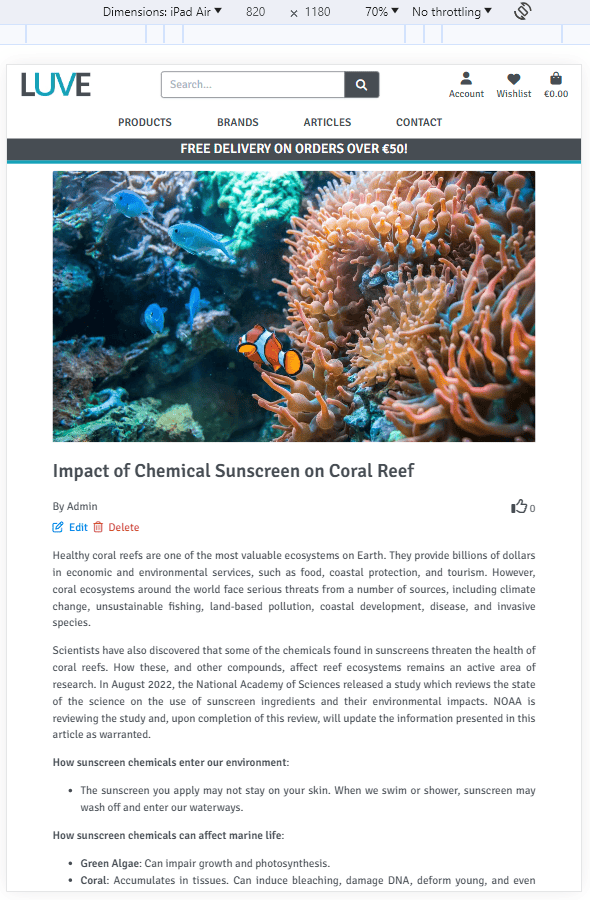 Dimensions: iPad Air ▼ 820 × 1180 70% ▼ No throttling ▼
LUVE
Search...
Account Wishlist €0.00
PRODUCTS BRANDS ARTICLES CONTACT
FREE DELIVERY ON ORDERS OVER €50!
Impact of Chemical Sunscreen on Coral Reef
By Admin
0
Edit Delete
Healthy coral reefs are one of the most valuable ecosystems on Earth. They provide billions of dollars
in economic and environmental services, such as food, coastal protection, and tourism. However,
coral ecosystems around the world face serious threats from a number of sources, including climate
change, unsustainable fishing, land-based pollution, coastal development, disease, and invasive
species.
Scientists have also discovered that some of the chemicals found in sunscreens threaten the health of
coral reefs. How these, and other compounds, affect reef ecosystems remains an active area of
research. In August 2022, the National Academy of Sciences released a study which reviews the state
of the science on the use of sunscreen ingredients and their environmental impacts. NOAA is
reviewing the study and, upon completion of this review, will update the information presented in this
article as warranted.
How sunscreen chemicals enter our environment:
• The sunscreen you apply may not stay on your skin. When we swim or shower, sunscreen may
wash off and enter our waterways.
How sunscreen chemicals can affect marine life:
• Green Algae: Can impair growth and photosynthesis.
• Coral: Accumulates in tissues. Can induce bleaching, damage DNA, deform young, and even